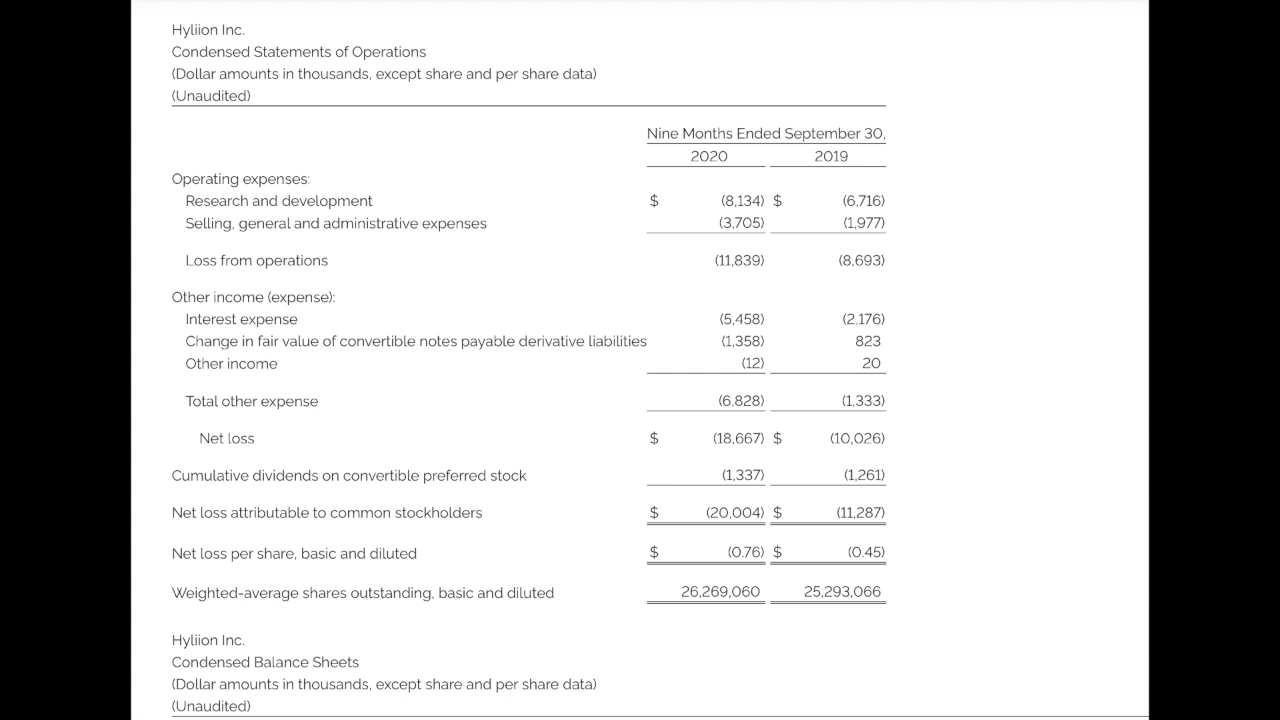 Hyliion Inc.
Condensed Statements of Operations
(Dollar amounts in thousands, except share and per share data)
(Unaudited)
Nine Months Ended September 30,
2020 2019
Operating expenses:
Research and development $ (8,134) $ (6,716)
Selling, general and administrative expenses (3,705) (1,977)
Loss from operations (11,839) (8,693)
Other income (expense):
Interest expense (5,458) (2,176)
Change in fair value of convertible notes payable derivative liabilities (1,358) 823
Other income (12) 20
Total other expense (6,828) (1,333)
Net loss $ (18,667) $ (10,026)
Cumulative dividends on convertible preferred stock (1,337) (1,261)
Net loss attributable to common stockholders $ (20,004) $ (11,287)
Net loss per share, basic and diluted $ (0.76) $ (0.45)
Weighted-average shares outstanding, basic and diluted 26,269,060 25,293,066
Hyliion Inc.
Condensed Balance Sheets
(Dollar amounts in thousands, except share and per share data)
(Unaudited)